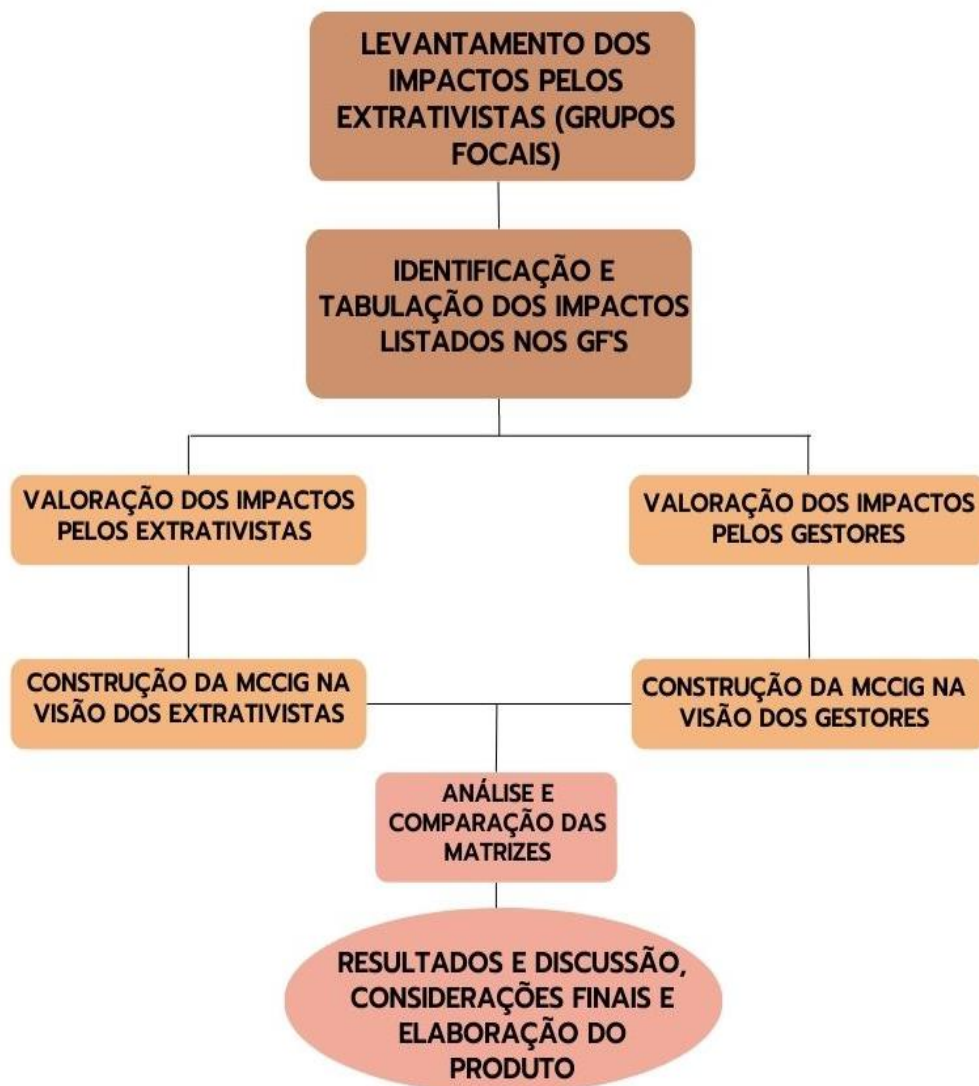 LEVANTAMENTO DOS
IMPACTOS PELOS
EXTRATIVISTAS (GRUPOS
FOCAIS)
IDENTIFICAÇÃO E
TABULAÇÃO DOS IMPACTOS
LISTADOS NOS GF'S
VALORAÇÃO DOS IMPACTOS
PELOS EXTRATIVISTAS
VALORAÇÃO DOS IMPACTOS
PELOS GESTORES
CONSTRUÇÃO DA MCCIG NA
VISÃO DOS EXTRATIVISTAS
CONSTRUÇÃO DA MCCIG NA
VISÃO DOS GESTORES
ANÁLISE E
COMPARAÇÃO DAS
MATRIZES
RESULTADOS E DISCUSSÃO,
CONSIDERAÇÕES FINAIS E
ELABORAÇÃO DO
PRODUTO